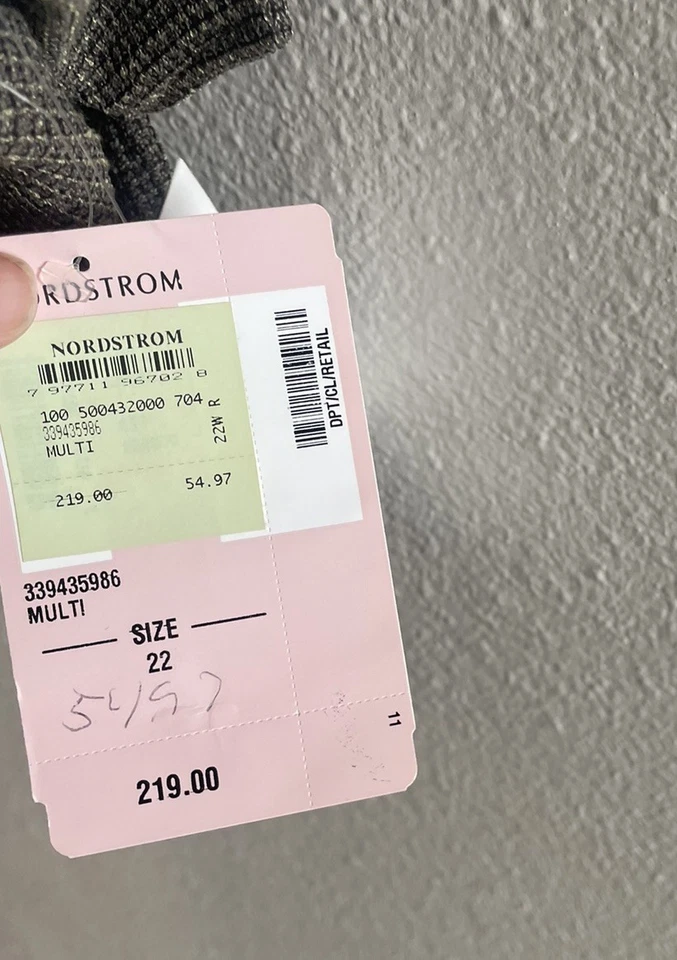 NORDSTROM
NORDSTROM
7 97711 96702 8
100 500432000 704
339435986
MULTI
22W R
219.00
54.97
DPT/CL/RETAIL
339435986
MULTI
SIZE
22
54.97
11
219.00